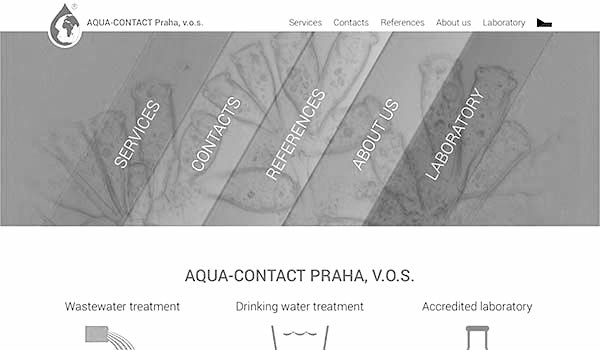 AQUA-CONTACT Praha, v.o.s.
Services Contacts References About us Laboratory
SERVICES
CONTACTS
REFERENCES
ABOUT US
LABORATORY
AQUA-CONTACT PRAHA, V.O.S.
Wastewater treatment Drinking water treatment Accredited laboratory